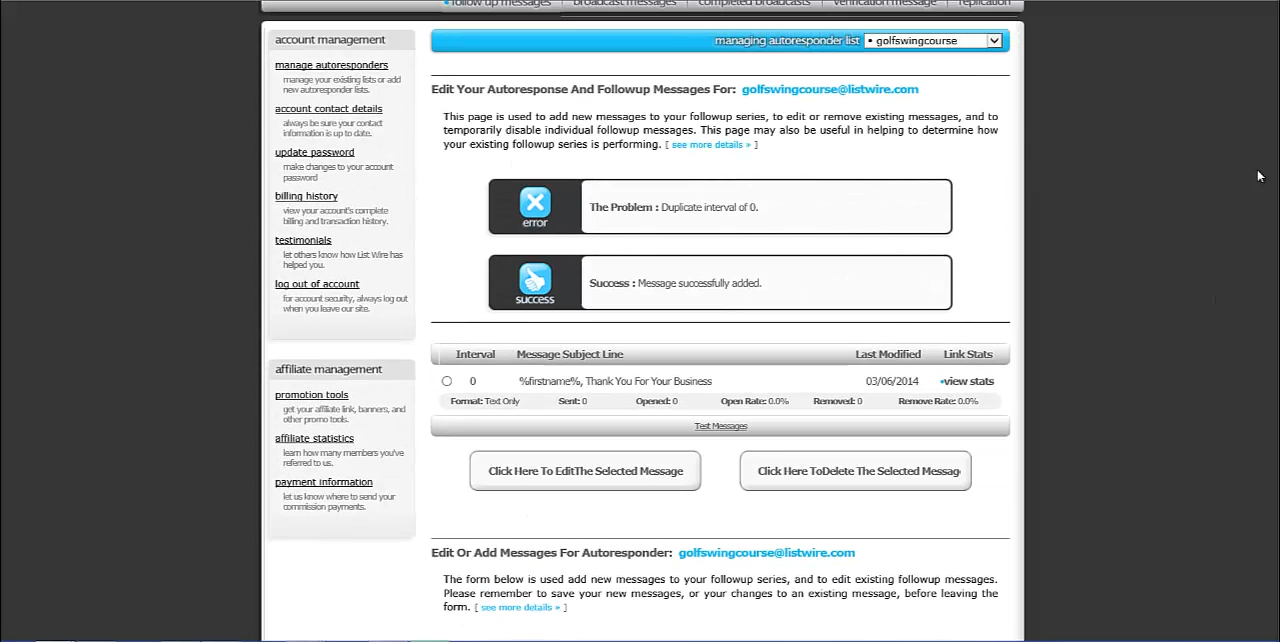 follow up messages broadcast messages completed broadcasts verification message replication
account management
manage autoresponders
manage your existing lists or add
new autoresponder lists.
account contact details
always be sure your contact
information is up to date.
update password
make changes to your account
password
billing history
view your account's complete
billing and transaction history.
testimonials
let others know how List Wire has
helped you.
log out of account
for account security, always log out
when you leave our site.
affiliate management
promotion tools
get your affiliate link, banners, and
other promo tools.
affiliate statistics
learn how many members you've
referred to us.
payment information
let us know where to send your
commission payments.
managing autoresponder list • golfswingcourse
Edit Your Autoresponse And Followup Messages For: golfswingcourse@listwire.com
This page is used to add new messages to your followup series, to edit or remove existing messages, and to
temporarily disable individual followup messages. This page may also be useful in helping to determine how
your existing followup series is performing. [ see more details » ]
The Problem : Duplicate interval of 0.
error
Success : Message successfully added.
success
Interval Message Subject Line Last Modified Link Stats
0 %firstname%, Thank You For Your Business 03/06/2014 •view stats
Format: Text Only Sent: 0 Opened: 0 Open Rate: 0.0% Removed: 0 Remove Rate: 0.0%
Test Messages
Click Here To EditThe Selected Message Click Here ToDelete The Selected Messag
Edit Or Add Messages For Autoresponder: golfswingcourse@listwire.com
The form below is used add new messages to your followup series, and to edit existing followup messages.
Please remember to save your new messages, or your changes to an existing message, before leaving the
form. [ see more details » ]